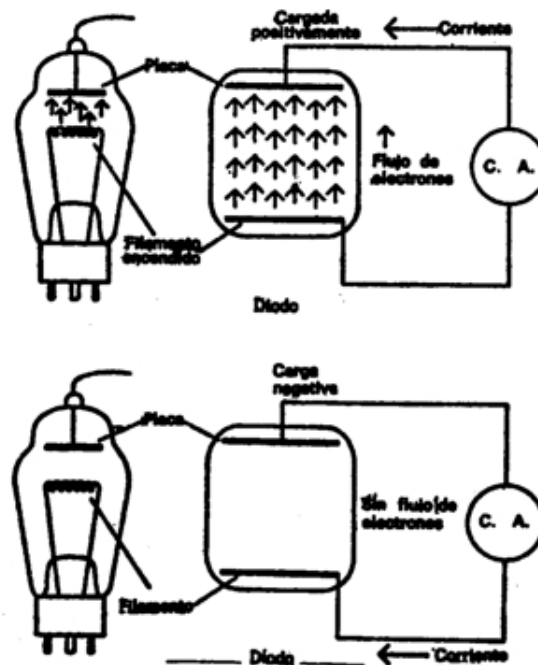 Cargada
positivamente
Corriente
Placa
C. A.
Flujo de
electrones
Filamento
encendido
Diodo
Carga
negativa
Placa
Sin flujo de
electrones
C. A.
Filamento
Diodo
Corriente